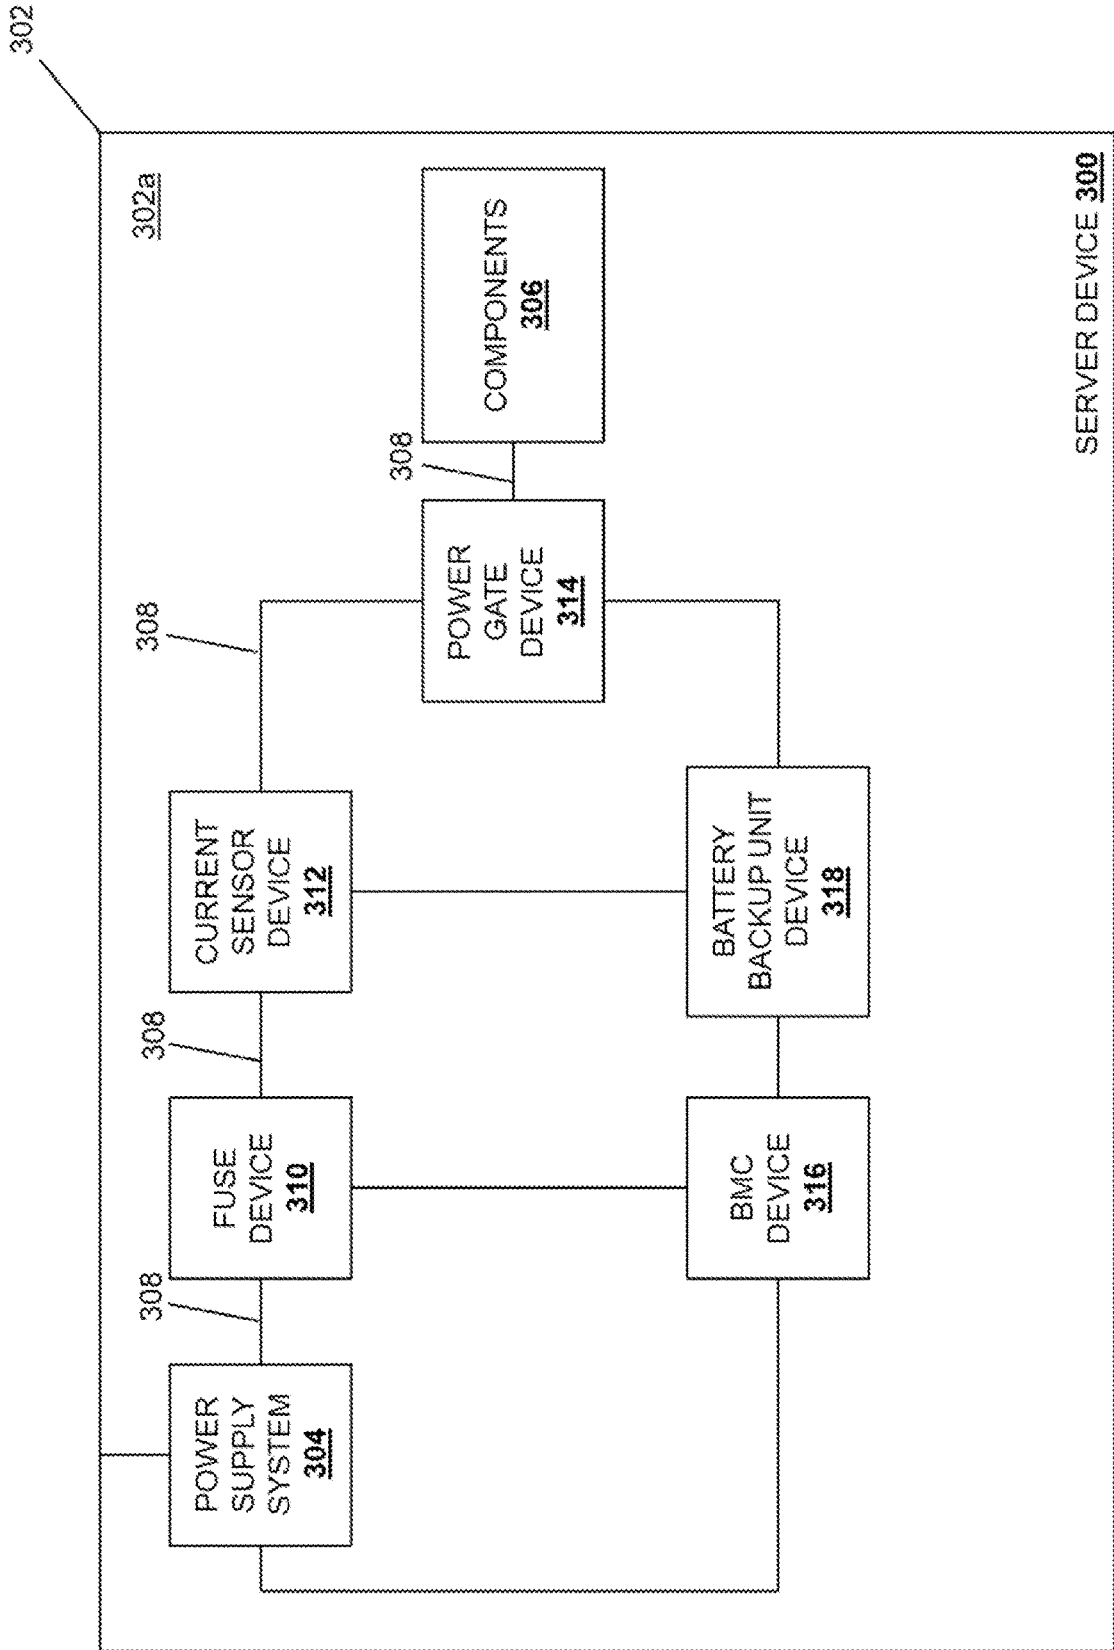 302
302a
308
308
308
308
POWER
SUPPLY
SYSTEM
304
FUSE
DEVICE
310
CURRENT
SENSOR
DEVICE
312
POWER
GATE
DEVICE
314
COMPONENTS
306
BMC
DEVICE
316
BATTERY
BACKUP UNIT
DEVICE
318
SERVER DEVICE 300